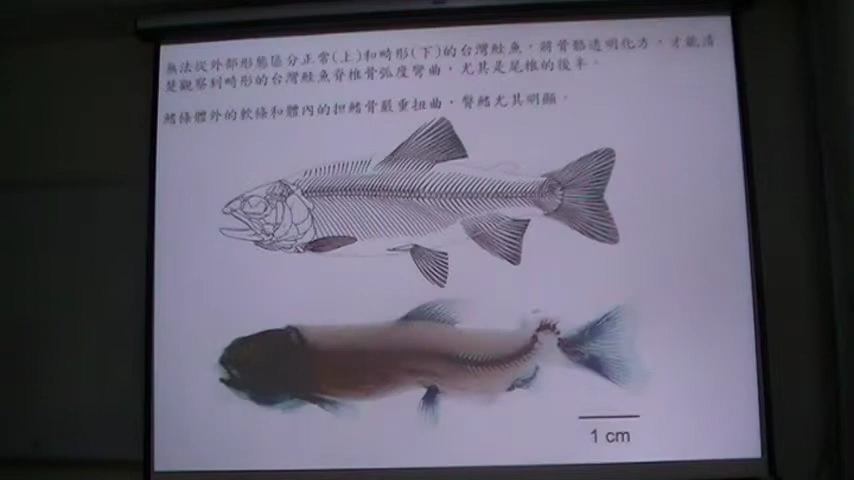 無法從外部形態區分正常(上)和畸形(下)的台灣鮭魚，將骨骼透明化方，才能清
楚觀察到畸形的台灣鮭魚脊椎骨弧度彎曲，尤其是尾椎的後半。
鰭條體外的軟條和體內的担鰭骨嚴重扭曲，臀鰭尤其明顯。
1 cm